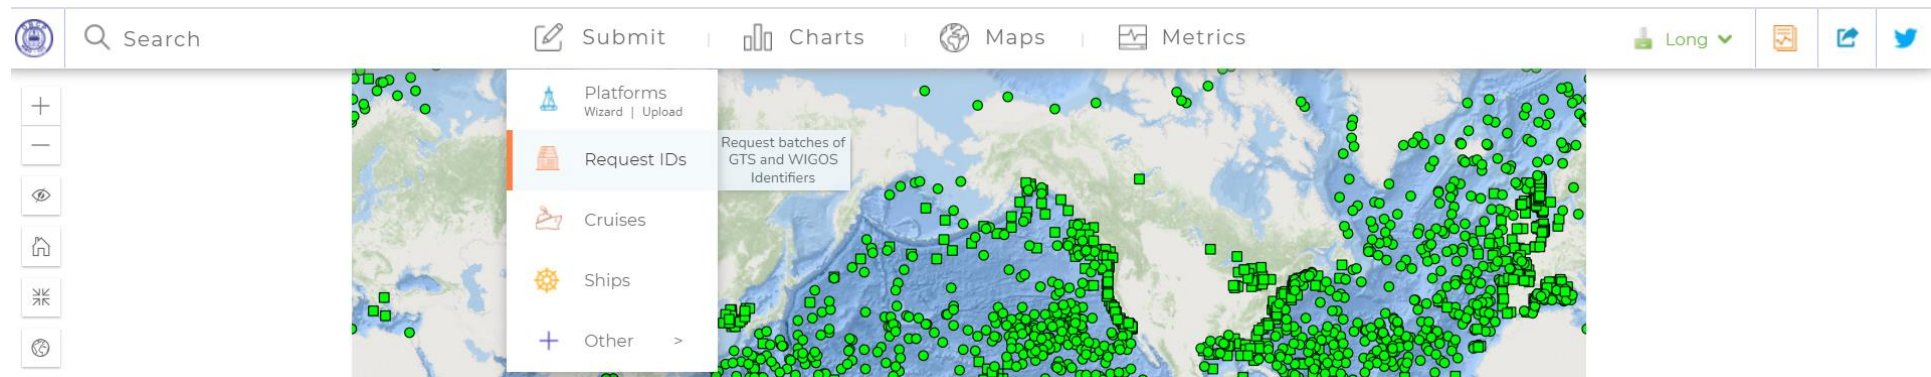 Search
Submit
Charts
Maps
Metrics
Long
Platforms
Wizard | Upload
Request IDs
Request batches of
GTS and WIGOS
Identifiers
Cruises
Ships
Other >